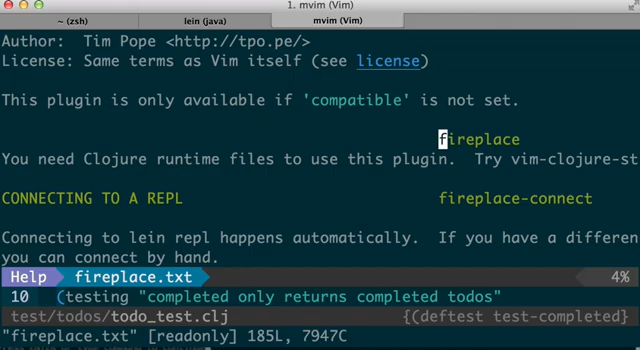 1. mvim (Vim)
~ (zsh) lein (java) mvim (Vim)
Author: Tim Pope <http://tpo.pe/>
License: Same terms as Vim itself (see license)
This plugin is only available if 'compatible' is not set.
fireplace
You need Clojure runtime files to use this plugin. Try vim-clojure-st
CONNECTING TO A REPL fireplace-connect
Connecting to lein repl happens automatically. If you have a differen
you can connect by hand.
Help fireplace.txt 4%
10 (testing "completed only returns completed todos"
test/todos/todo_test.clj {(deftest test-completed}
"fireplace.txt" [readonly] 185L, 7947C